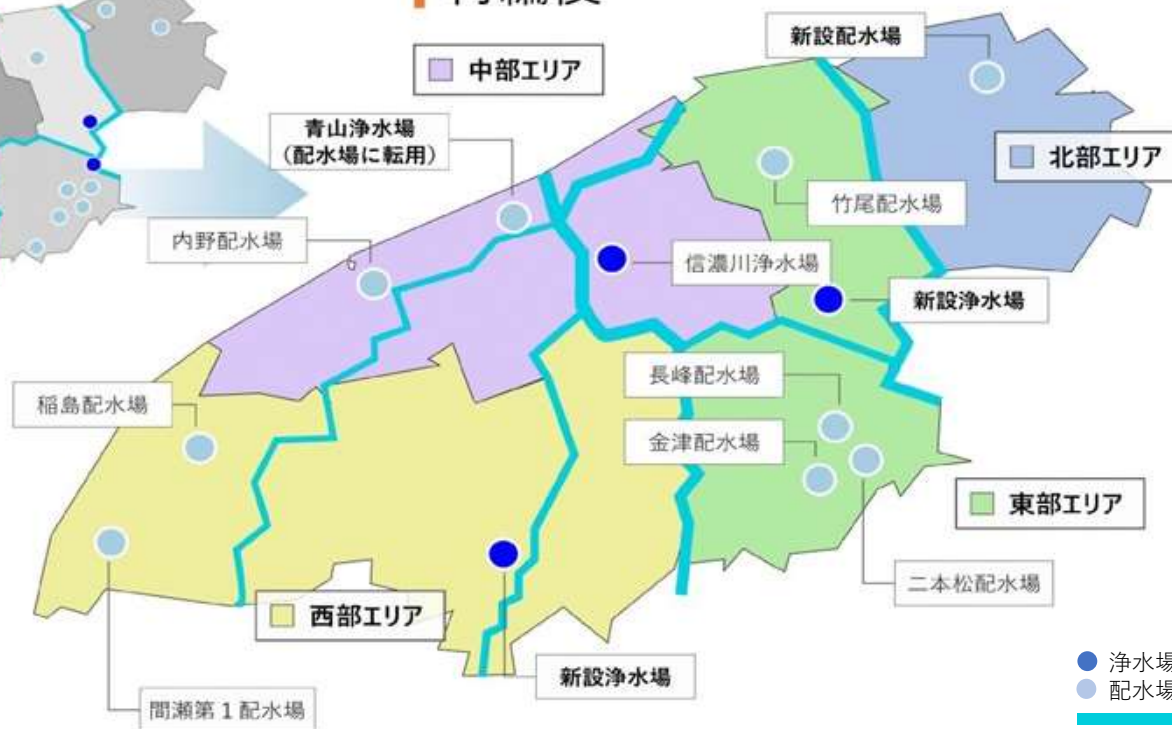 中部エリア
新設配水場
青山浄水場
(配水場に転用)
北部エリア
竹尾配水場
内野配水場
信濃川浄水場
新設浄水場
長峰配水場
稲島配水場
金津配水場
東部エリア
二本松配水場
西部エリア
新設浄水場
浄水場
配水場
間瀬第1配水場